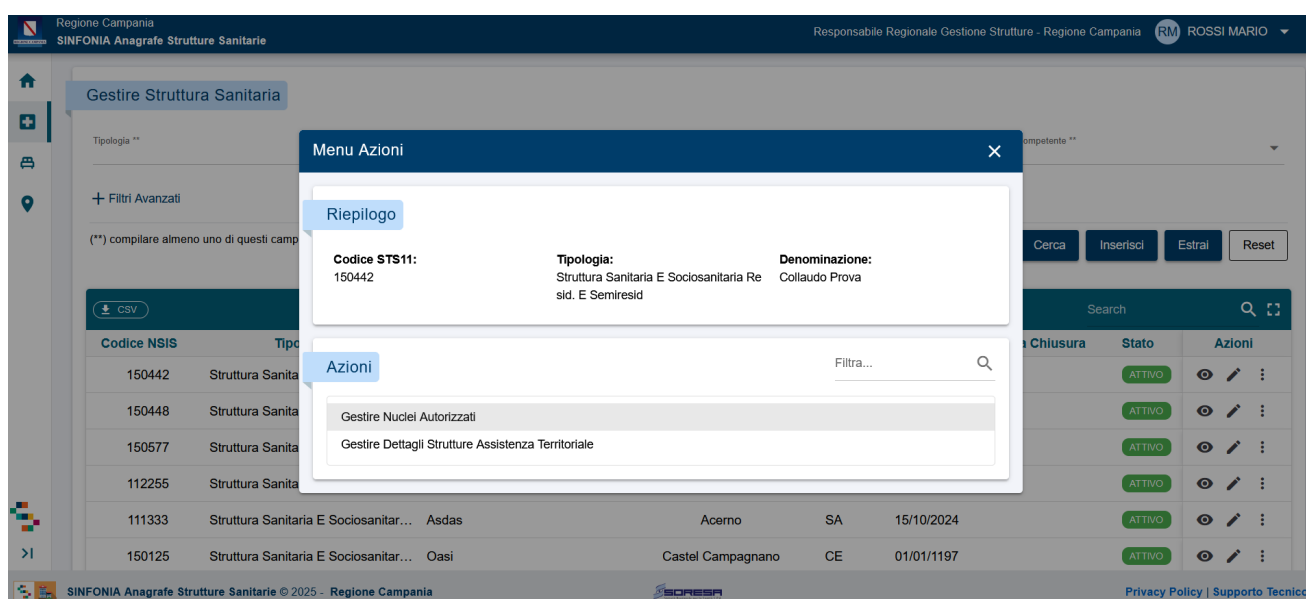 Regione Campania
SINFONIA Anagrafe Strutture Sanitarie
Responsabile Regionale Gestione Strutture - Regione Campania RM ROSSI MARIO
Gestire Struttura Sanitaria
Tipologia **
ompetente **
Filtri Avanzati
(**) compilare almeno uno di questi camp
Cerca Inserisci Estrai Reset
Menu Azioni
Riepilogo
Codice STS11: Tipologia: Denominazione:
150442 Struttura Sanitaria E Sociosanitaria Re Collaudo Prova
sid. E Semiresid
Azioni Filtra...
Gestire Nuclei Autorizzati
Gestire Dettagli Strutture Assistenza Territoriale
CSV Search
Codice NSIS Tipo a Chiusura Stato Azioni
150442 Struttura Sanita ATTIVO
150448 Struttura Sanita ATTIVO
150577 Struttura Sanita ATTIVO
112255 Struttura Sanita ATTIVO
111333 Struttura Sanitaria E Sociosanitar... Asdas Acerno SA 15/10/2024 ATTIVO
150125 Struttura Sanitaria E Sociosanitar... Oasi Castel Campagnano CE 01/01/1197 ATTIVO
SINFONIA Anagrafe Strutture Sanitarie © 2025 - Regione Campania SORESA Privacy Policy | Supporto Tecnico